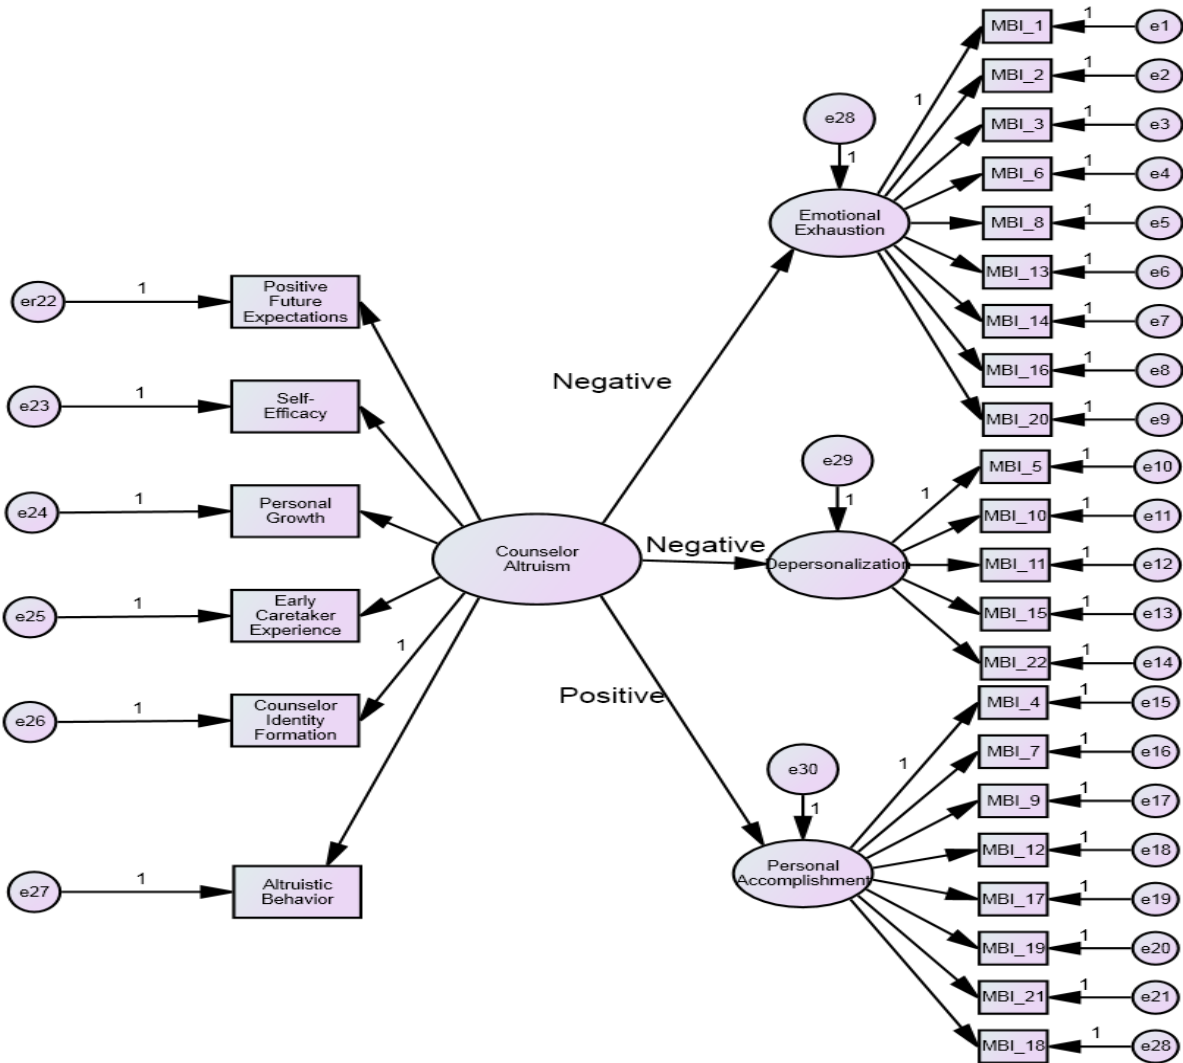 MBI_1
1
e1
MBI_2
1
e2
MBI_3
1
e3
MBI_6
1
e4
MBI_8
1
e5
MBI_13
1
e6
MBI_14
1
e7
MBI_16
1
e8
MBI_20
1
e9
1
e28
1
Emotional
Exhaustion
Negative
MBI_5
1
e10
MBI_10
1
e11
MBI_11
1
e12
MBI_15
1
e13
MBI_22
1
e14
1
e29
1
Depersonalization
Negative
er22
1
Positive
Future
Expectations
e23
1
Self-
Efficacy
e24
1
Personal
Growth
e25
1
Early
Caretaker
Experience
e26
1
Counselor
Identity
Formation
1
e27
1
Altruistic
Behavior
Counselor
Altruism
Positive
MBI_4
1
e15
MBI_7
1
e16
MBI_9
1
e17
MBI_12
1
e18
MBI_17
1
e19
MBI_19
1
e20
MBI_21
1
e21
MBI_18
1
e28
1
e30
1
Personal
Accomplishment